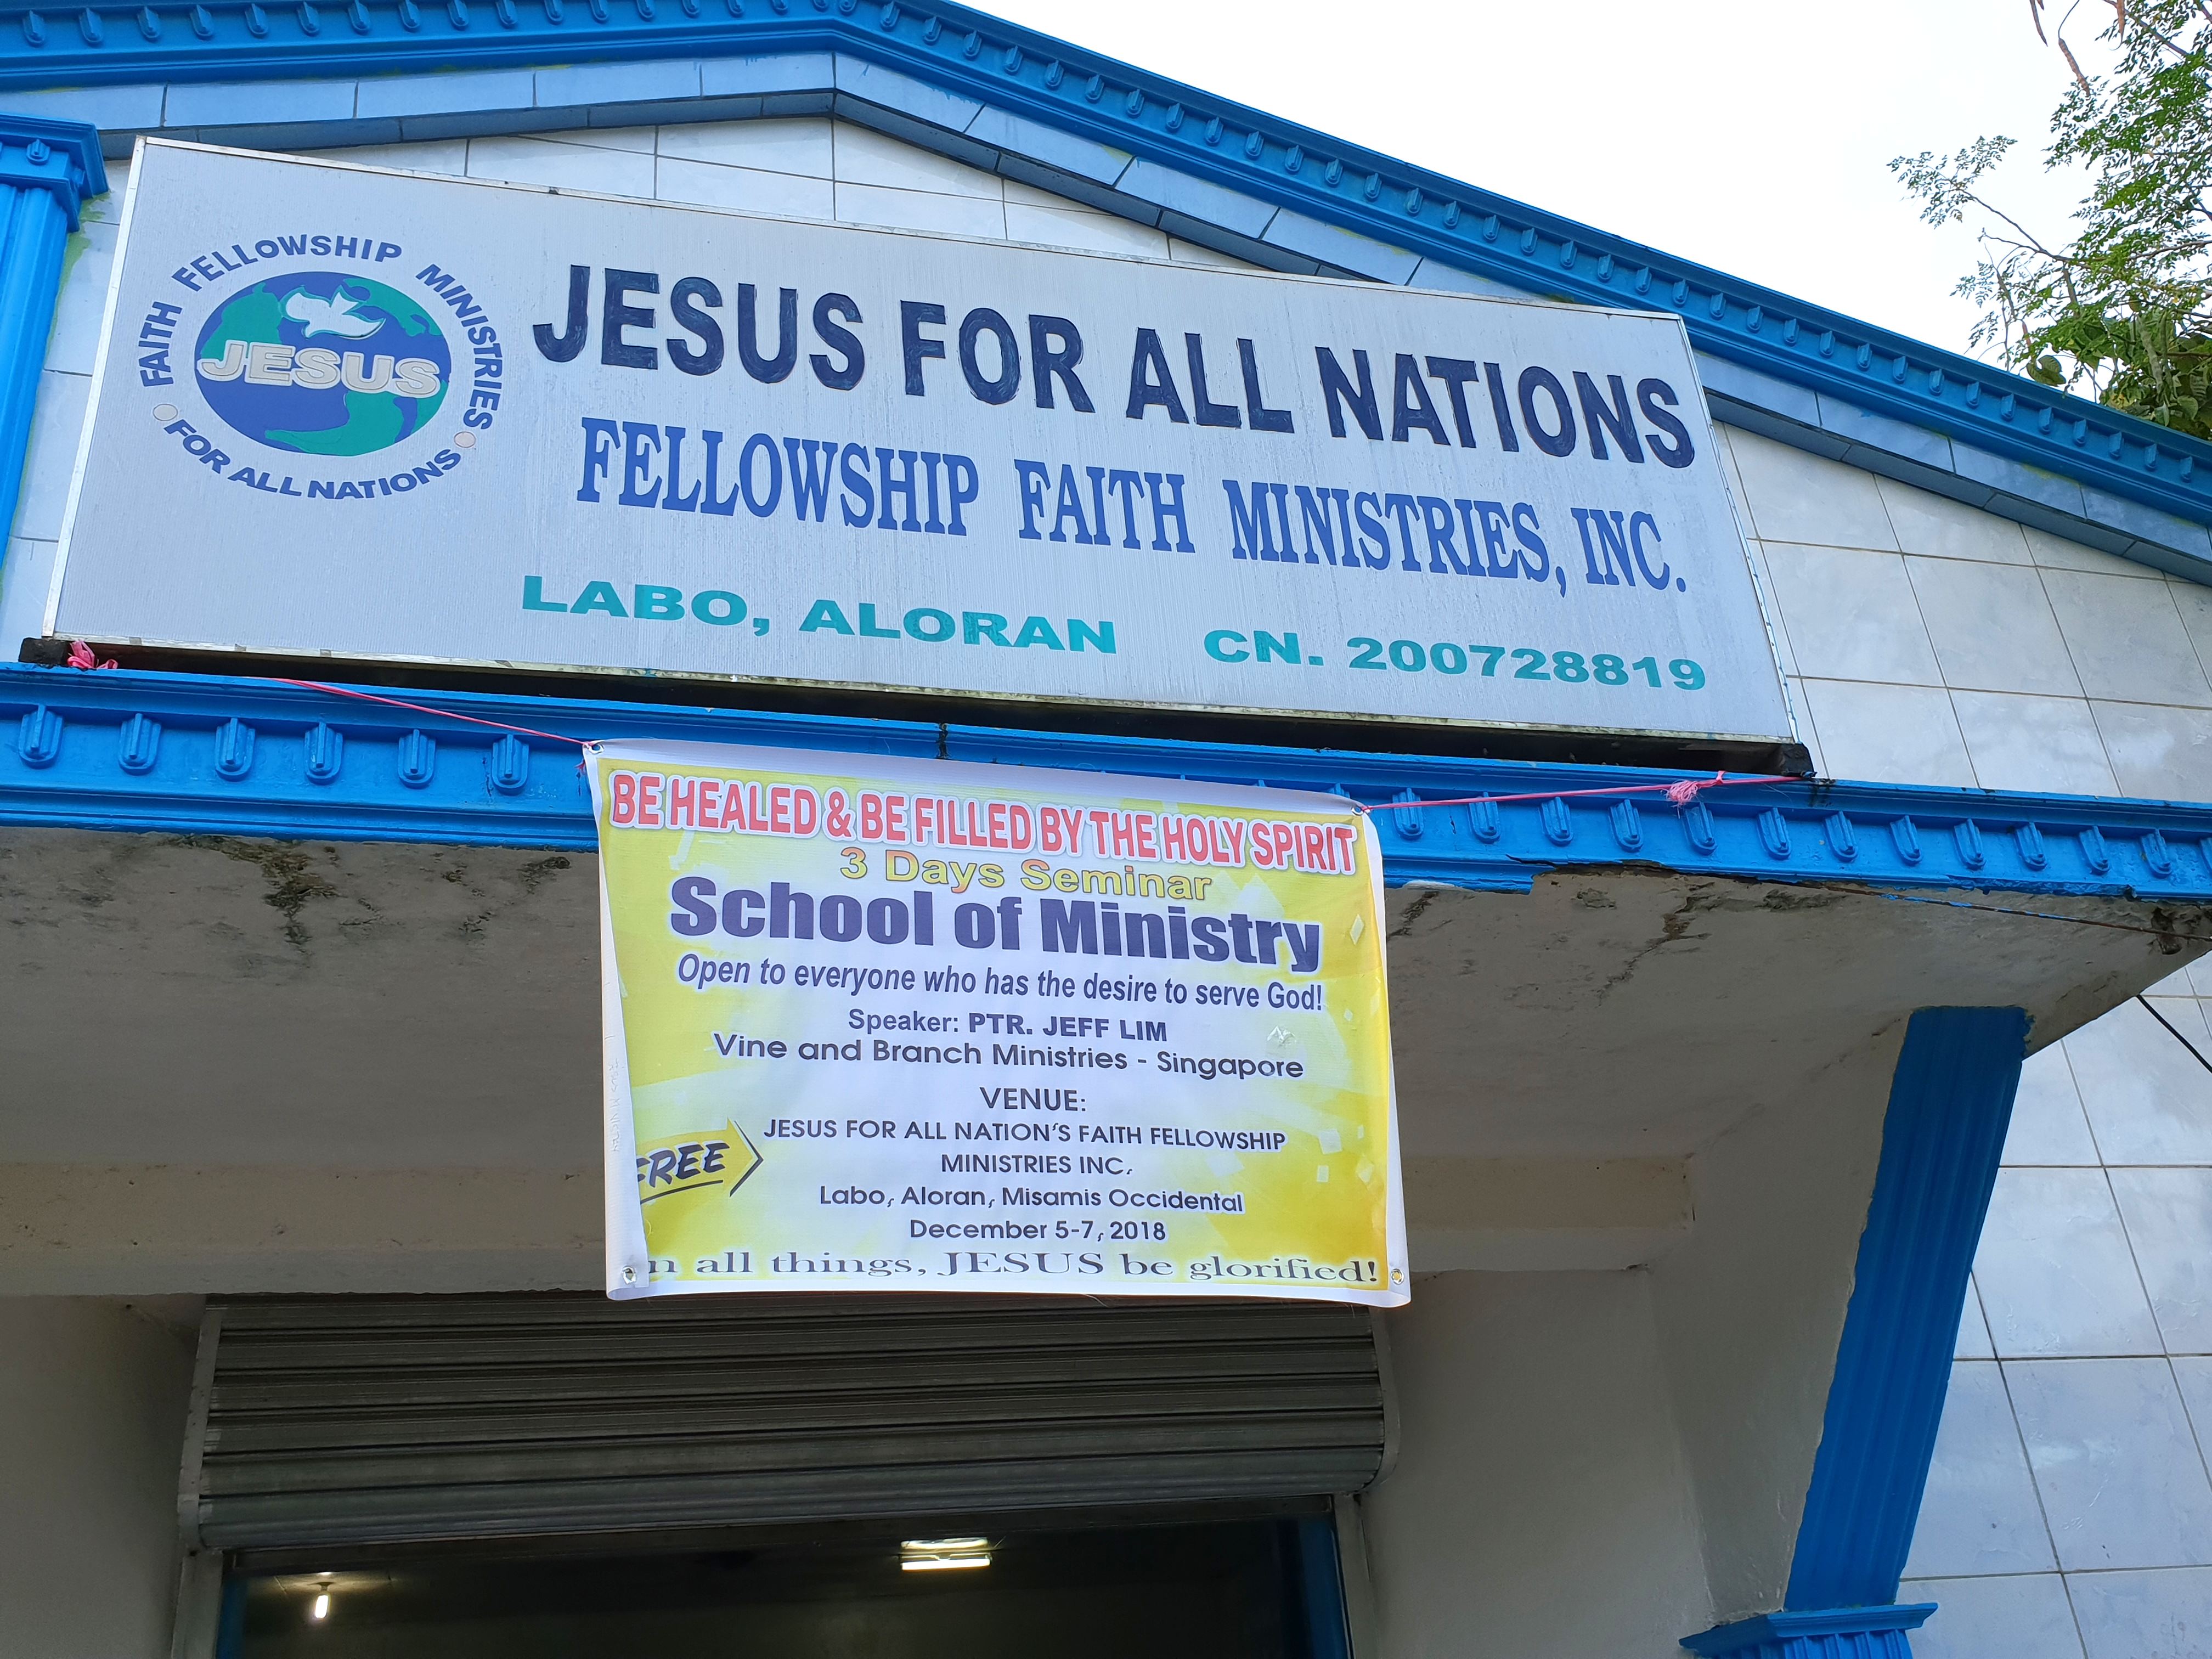 FAITH FELLOWSHIP MINISTRIES
JESUS
FOR ALL NATIONS
JESUS FOR ALL NATIONS
FELLOWSHIP FAITH MINISTRIES, INC.
LABO, ALORAN CN. 200728819
BE HEALED & BE FILLED BY THE HOLY SPIRIT
3 Days Seminar
School of Ministry
Open to everyone who has the desire to serve God!
Speaker: PTR. JEFF LIM
Vine and Branch Ministries - Singapore
VENUE:
JESUS FOR ALL NATION'S FAITH FELLOWSHIP
MINISTRIES INC.
FREE
Labo, Aloran, Misamis Occidental
December 5-7, 2018
n all things, JESUS be glorified!